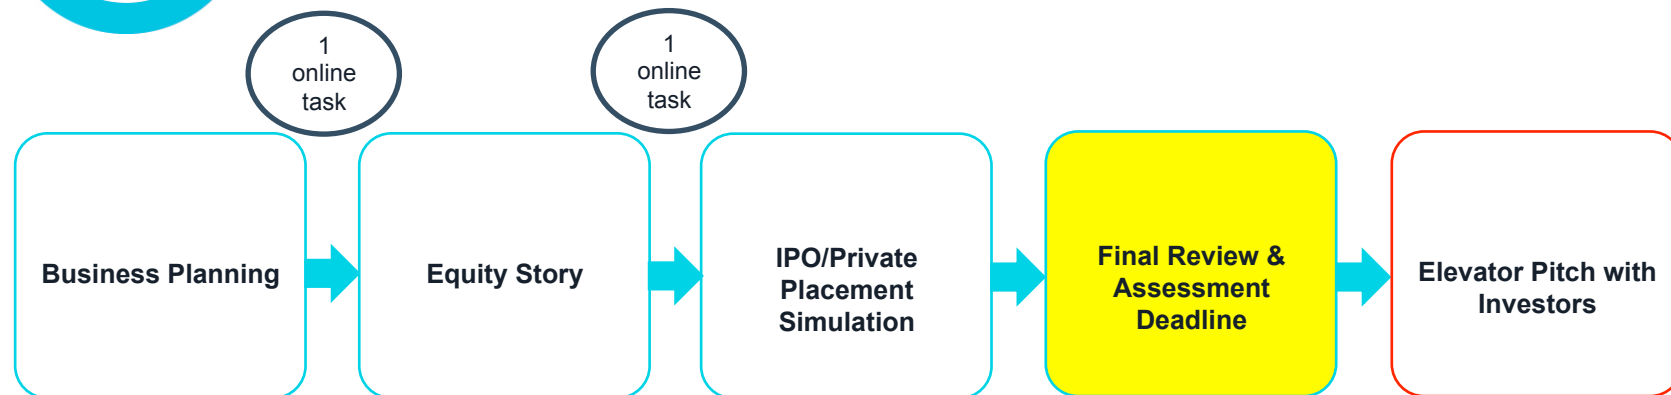 1
online
task
1
online
task
Business Planning
Equity Story
IPO/Private
Placement
Simulation
Final Review &
Assessment
Deadline
Elevator Pitch with
Investors